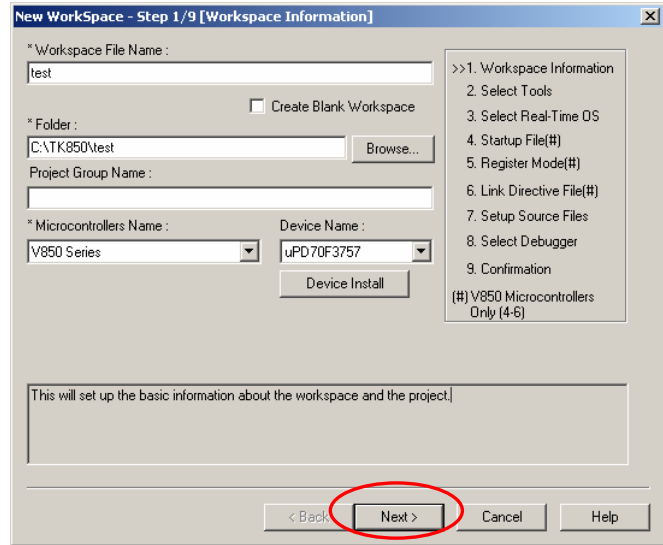 New WorkSpace - Step 1/9 [Workspace Information]
* Workspace File Name :
test
Create Blank Workspace
* Folder :
C:\TK850\test
Browse...
Project Group Name :
* Microcontrollers Name :
Device Name :
V850 Series
uPD70F3757
Device Install
>>1. Workspace Information
2. Select Tools
3. Select Real-Time OS
4. Startup File(#)
5. Register Mode(#)
6. Link Directive File(#)
7. Setup Source Files
8. Select Debugger
9. Confirmation
(#) V850 Microcontrollers
Only (4-6)
This will set up the basic information about the workspace and the project.
< Back
Next >
Cancel
Help